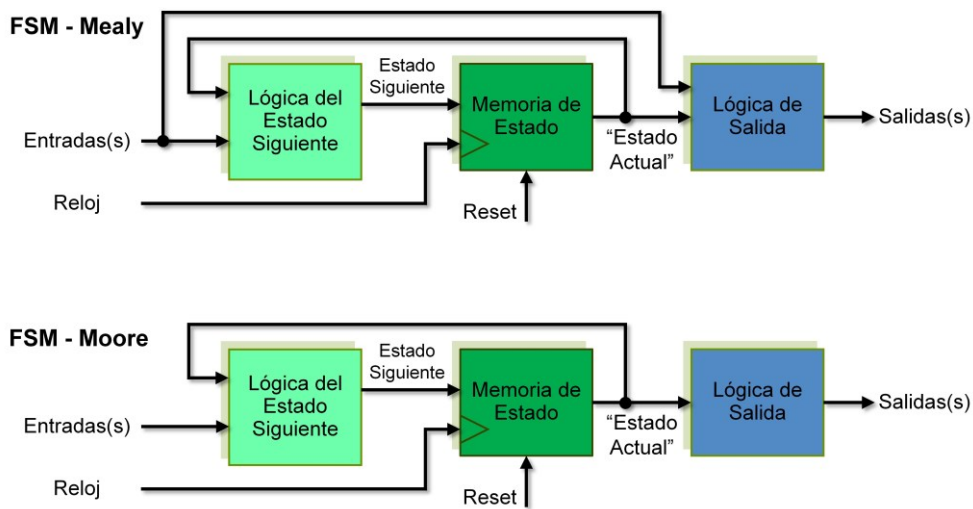 FSM - Mealy
Entradas(s)
Reloj
Lógica del
Estado
Siguiente
Estado
Siguiente
Memoria de
Estado
Reset
“Estado
Actual”
Lógica de
Salida
Salidas(s)
FSM - Moore
Entradas(s)
Reloj
Lógica del
Estado
Siguiente
Estado
Siguiente
Memoria de
Estado
Reset
“Estado
Actual”
Lógica de
Salida
Salidas(s)